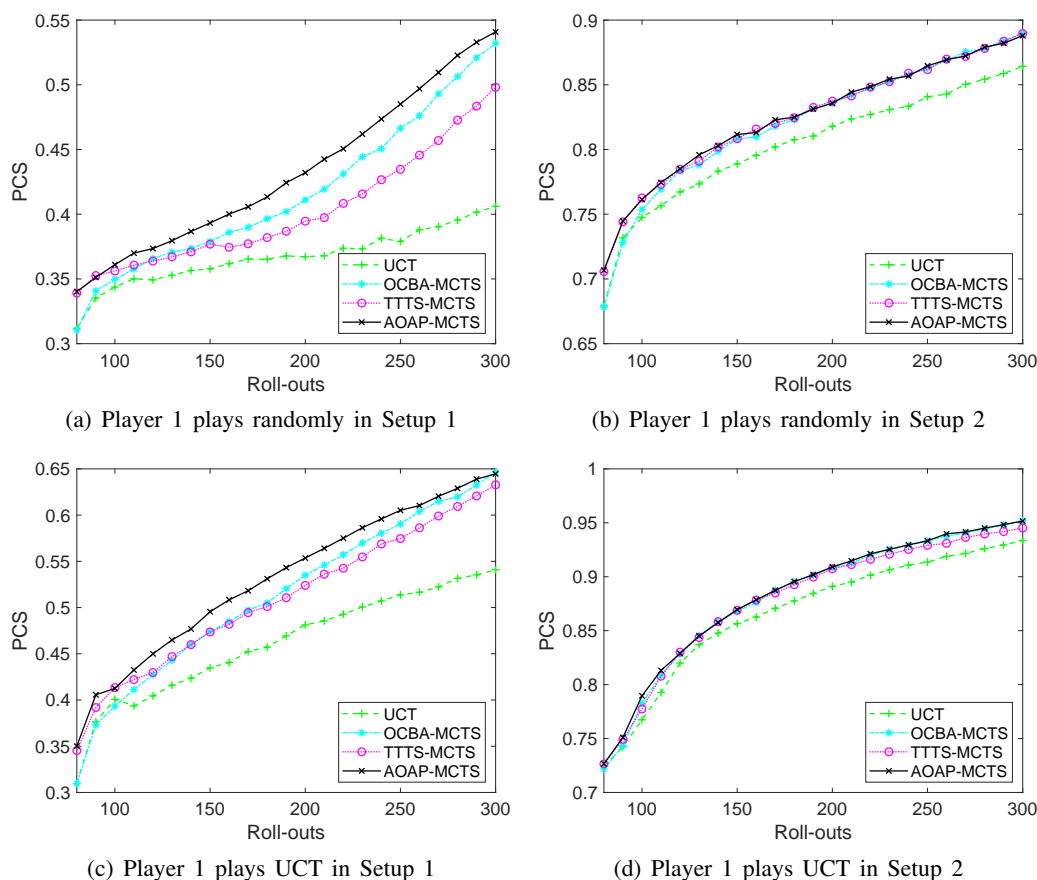 0.55
0.5
0.45
0.4
0.35
0.3
PCS
100 150 200 250 300
Roll-outs
UCT
OCBA-MCTS
TTTS-MCTS
AOAP-MCTS
(a) Player 1 plays randomly in Setup 1
0.9
0.85
0.8
0.75
0.7
0.65
PCS
100 150 200 250 300
Roll-outs
UCT
OCBA-MCTS
TTTS-MCTS
AOAP-MCTS
(b) Player 1 plays randomly in Setup 2
0.65
0.6
0.55
0.5
0.45
0.4
0.35
0.3
PCS
100 150 200 250 300
Roll-outs
UCT
OCBA-MCTS
TTTS-MCTS
AOAP-MCTS
(c) Player 1 plays UCT in Setup 1
1
0.95
0.9
0.85
0.8
0.75
0.7
PCS
100 150 200 250 300
Roll-outs
UCT
OCBA-MCTS
TTTS-MCTS
AOAP-MCTS
(d) Player 1 plays UCT in Setup 2